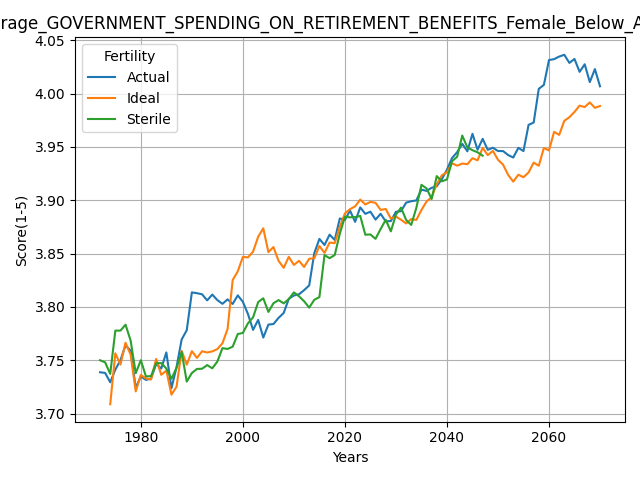 rage_GOVERNMENT_SPENDING_ON_RETIREMENT_BENEFITS_Female_Below_A
4.05
4.00
3.95
3.90
3.85
3.80
3.75
3.70
Score(1-5)
Fertility
Actual
Ideal
Sterile
1980
2000
2020
2040
2060
Years